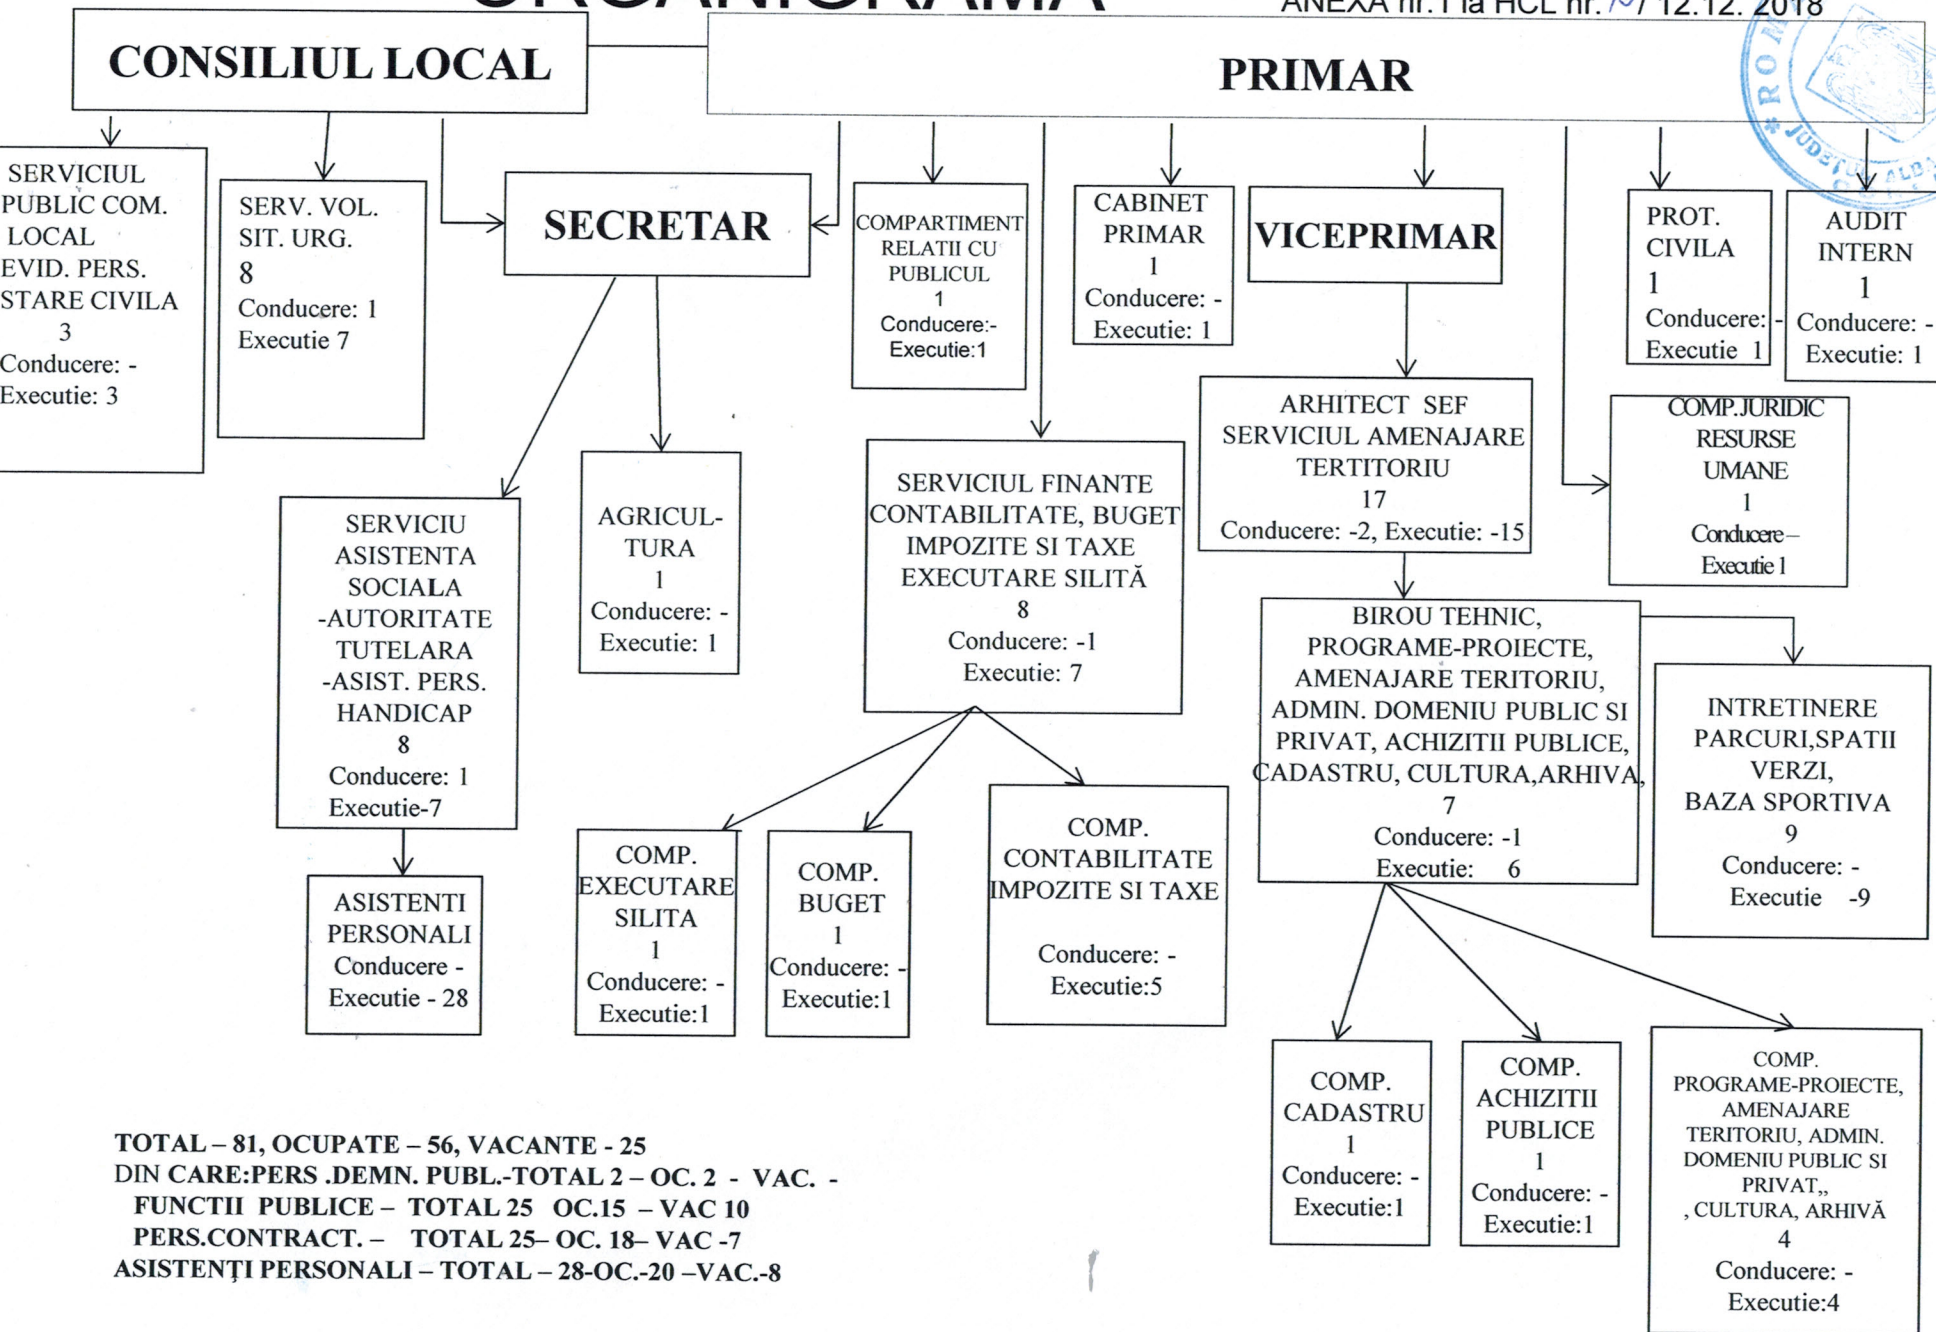 ORGANIGRAMA
ANEXA nr.1 la HCL nr. / 12.12. 2018
CONSILIUL LOCAL
PRIMAR
ROM
JUDEȚUL ALBA
SERVICIUL
PUBLIC COM.
LOCAL
EVID. PERS.
STARE CIVILA
3
Conducere: -
Executie: 3
SERV. VOL.
SIT. URG.
8
Conducere: 1
Executie 7
SECRETAR
COMPARTIMENT
RELATII CU
PUBLICUL
1
Conducere:-
Executie:1
CABINET
PRIMAR
1
Conducere: -
Executie: 1
VICEPRIMAR
PROT.
CIVILA
1
Conducere: -
Executie 1
AUDIT
INTERN
1
Conducere: -
Executie: 1
ARHITECT SEF
SERVICIUL AMENAJARE
TERTITORIU
17
Conducere: -2, Executie: -15
COMP.JURIDIC
RESURSE
UMANE
1
Conducere–
Executie 1
SERVICIU
ASISTENTA
SOCIALA
-AUTORITATE
TUTELARA
-ASIST. PERS.
HANDICAP
8
Conducere: 1
Executie-7
AGRICUL-
TURA
1
Conducere: -
Executie: 1
SERVICIUL FINANTE
CONTABILITATE, BUGET
IMPOZITE SI TAXE
EXECUTARE SILITĂ
8
Conducere: -1
Executie: 7
BIROU TEHNIC,
PROGRAME-PROIECTE,
AMENAJARE TERITORIU,
ADMIN. DOMENIU PUBLIC SI
PRIVAT, ACHIZITII PUBLICE,
CADASTRU, CULTURA,ARHIVA,
7
Conducere: -1
Executie: 6
INTRETINERE
PARCURI,SPATII
VERZI,
BAZA SPORTIVA
9
Conducere: -
Executie -9
ASISTENTI
PERSONALI
Conducere -
Executie - 28
COMP.
EXECUTARE
SILITA
1
Conducere: -
Executie:1
COMP.
BUGET
1
Conducere: -
Executie:1
COMP.
CONTABILITATE
IMPOZITE SI TAXE
Conducere: -
Executie:5
COMP.
CADASTRU
1
Conducere: -
Executie:1
COMP.
ACHIZITII
PUBLICE
1
Conducere: -
Executie:1
COMP.
PROGRAME-PROIECTE,
AMENAJARE
TERITORIU, ADMIN.
DOMENIU PUBLIC SI
PRIVAT,,
, CULTURA, ARHIVĂ
4
Conducere: -
Executie:4
TOTAL – 81, OCUPATE – 56, VACANTE - 25
DIN CARE:PERS .DEMN. PUBL.-TOTAL 2 – OC. 2 - VAC. -
FUNCTII PUBLICE – TOTAL 25 OC.15 – VAC 10
PERS.CONTRACT. – TOTAL 25– OC. 18– VAC -7
ASISTENŢI PERSONALI – TOTAL – 28-OC.-20 –VAC.-8